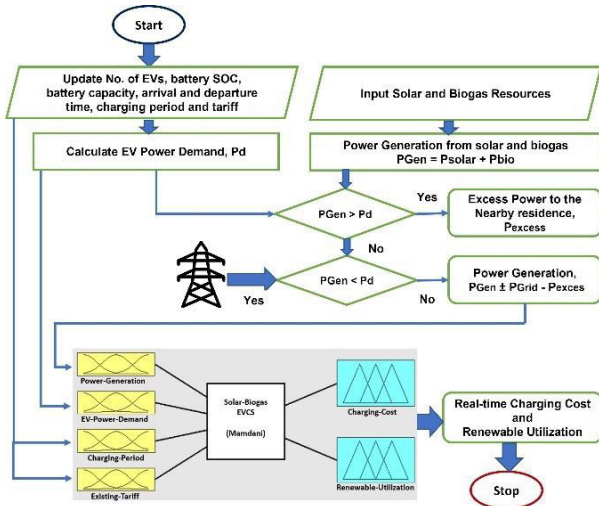 Start
Update No. of EVs, battery SOC,
battery capacity, arrival and departure
time, charging period and tariff
Input Solar and Biogas Resources
Calculate EV Power Demand, Pd
Power Generation from solar and biogas
PGen = Psolar + Pbio
PGen > Pd
Yes
Excess Power to the
Nearby residence,
Pexcess
No
PGen < Pd
Yes
No
Power Generation,
PGen ± PGrid - Pexces
Power-Generation
EV-Power-Demand
Charging-Period
Existing-Tariff
Solar-Biogas
EVCS
(Mamdani)
Charging-Cost
Renewable-Utilization
Real-time Charging Cost
and
Renewable Utilization
Stop